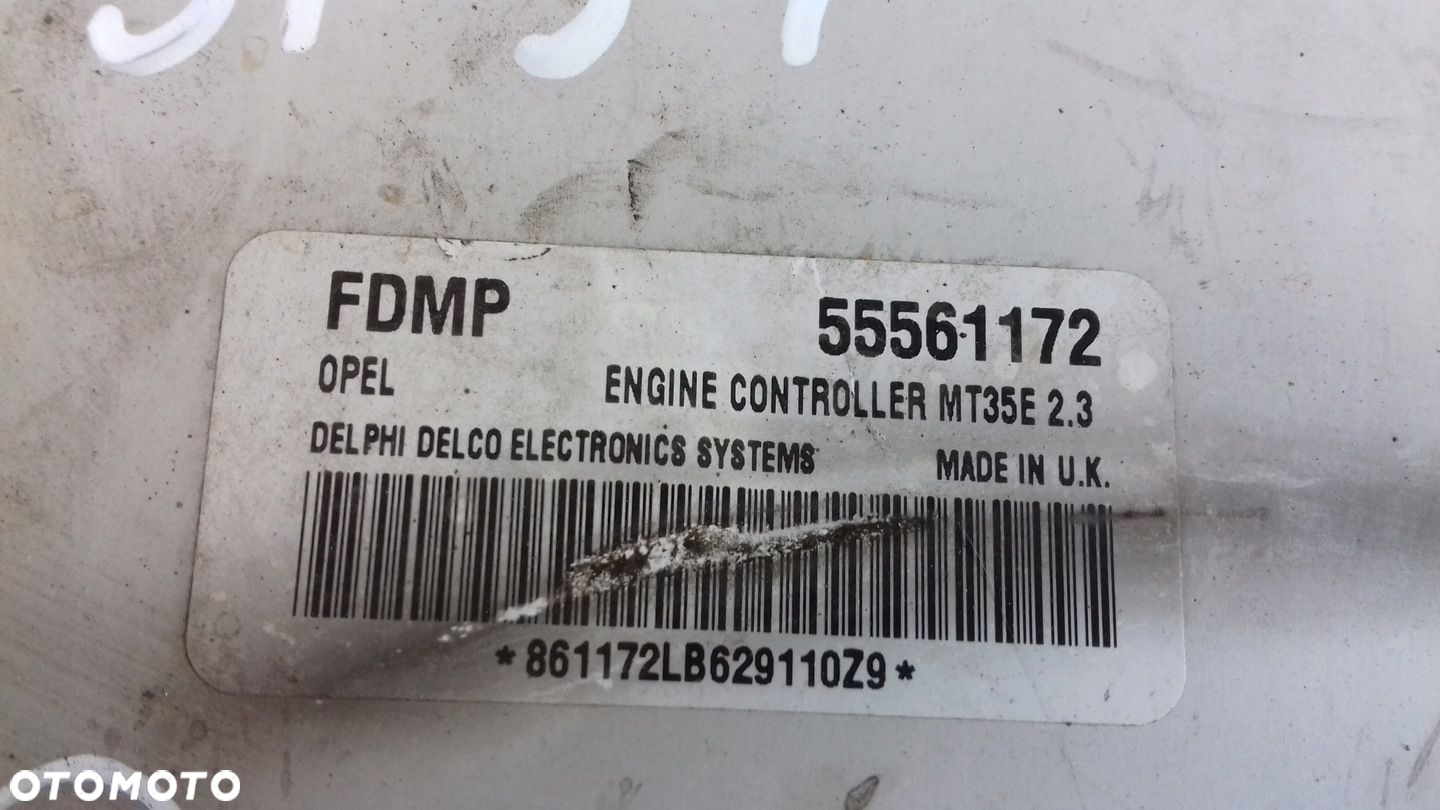 FDMP 55561172
OPEL ENGINE CONTROLLER MT35E 2.3
DELPHI DELCO ELECTRONICS SYSTEMS MADE IN U.K.
*861172LB629110Z9*
OTOMOTO